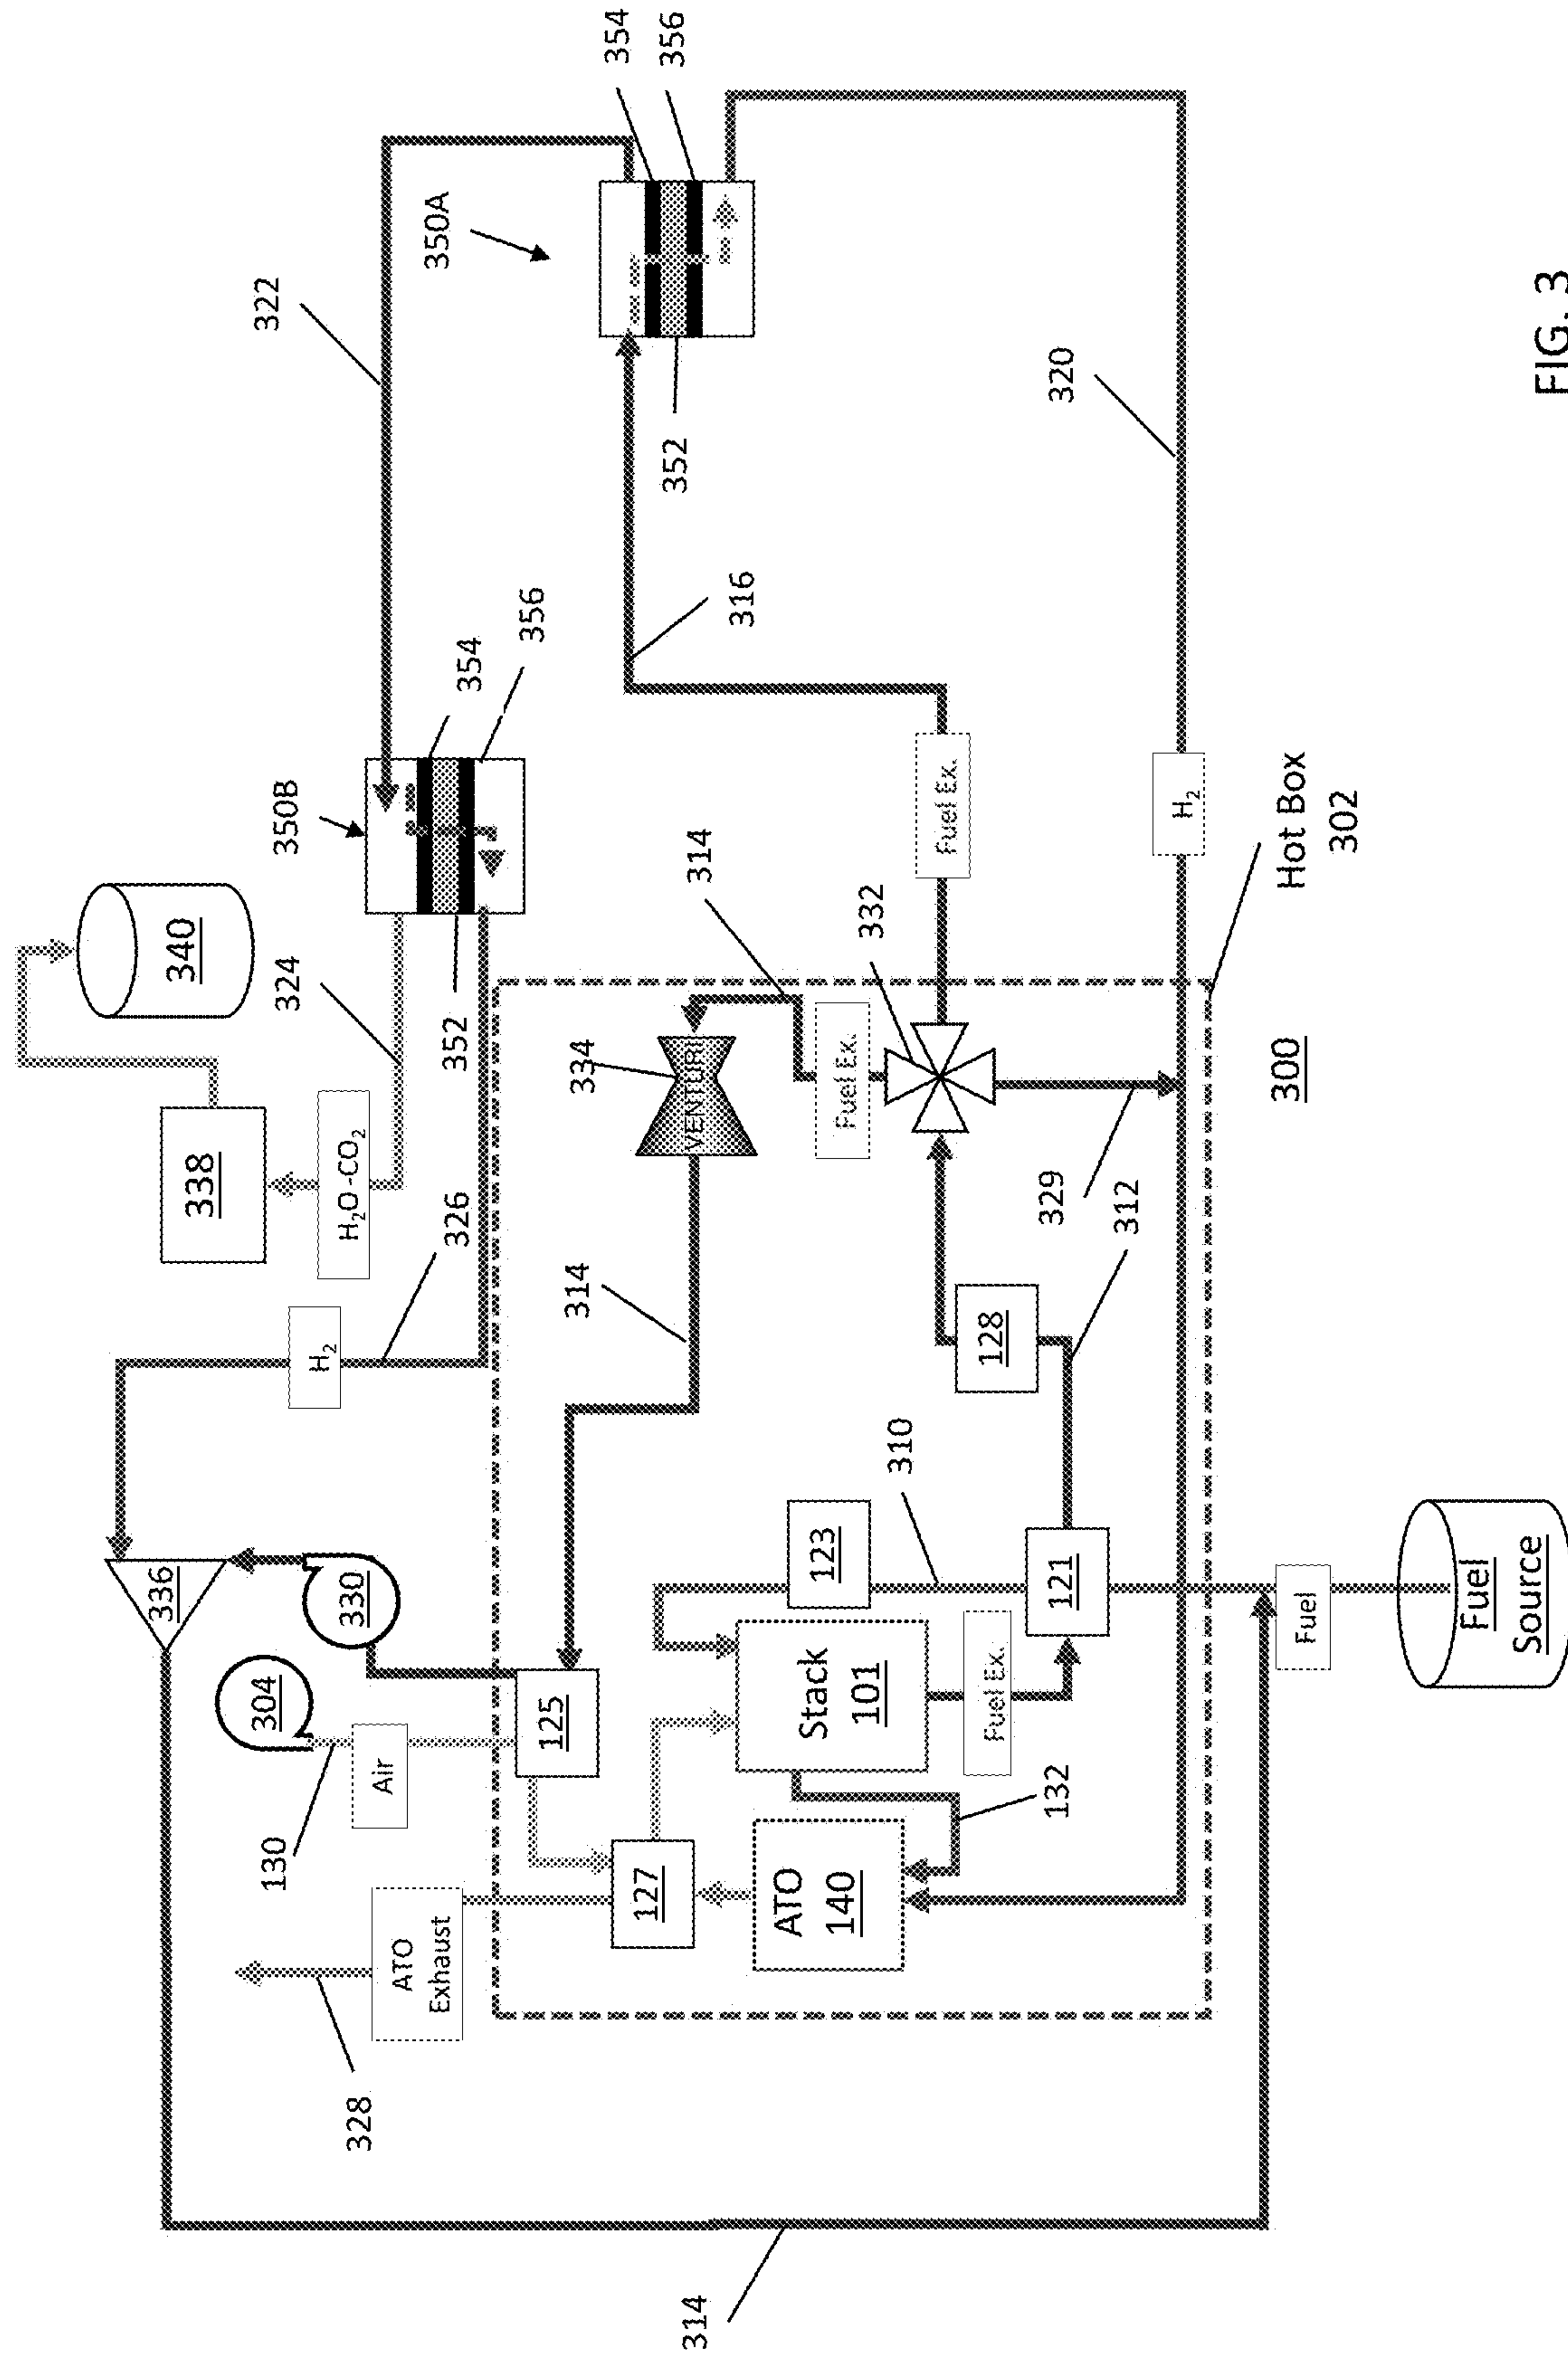 336
340
338
130
304
322
324
350B
H₂
328
330
H₂O-CO₂
Air
ATO
Exhaust
350A
326
352
354
356
125
314
334
354
127
352
356
314
VENTURI
314
316
ATO
140
Stack
101
123
Fuel Ex.
332
310
Fuel Ex.
Fuel Ex.
128
132
329
320
121
312
H₂
300
Hot Box
302
Fuel
Fuel
Source
FIG. 3